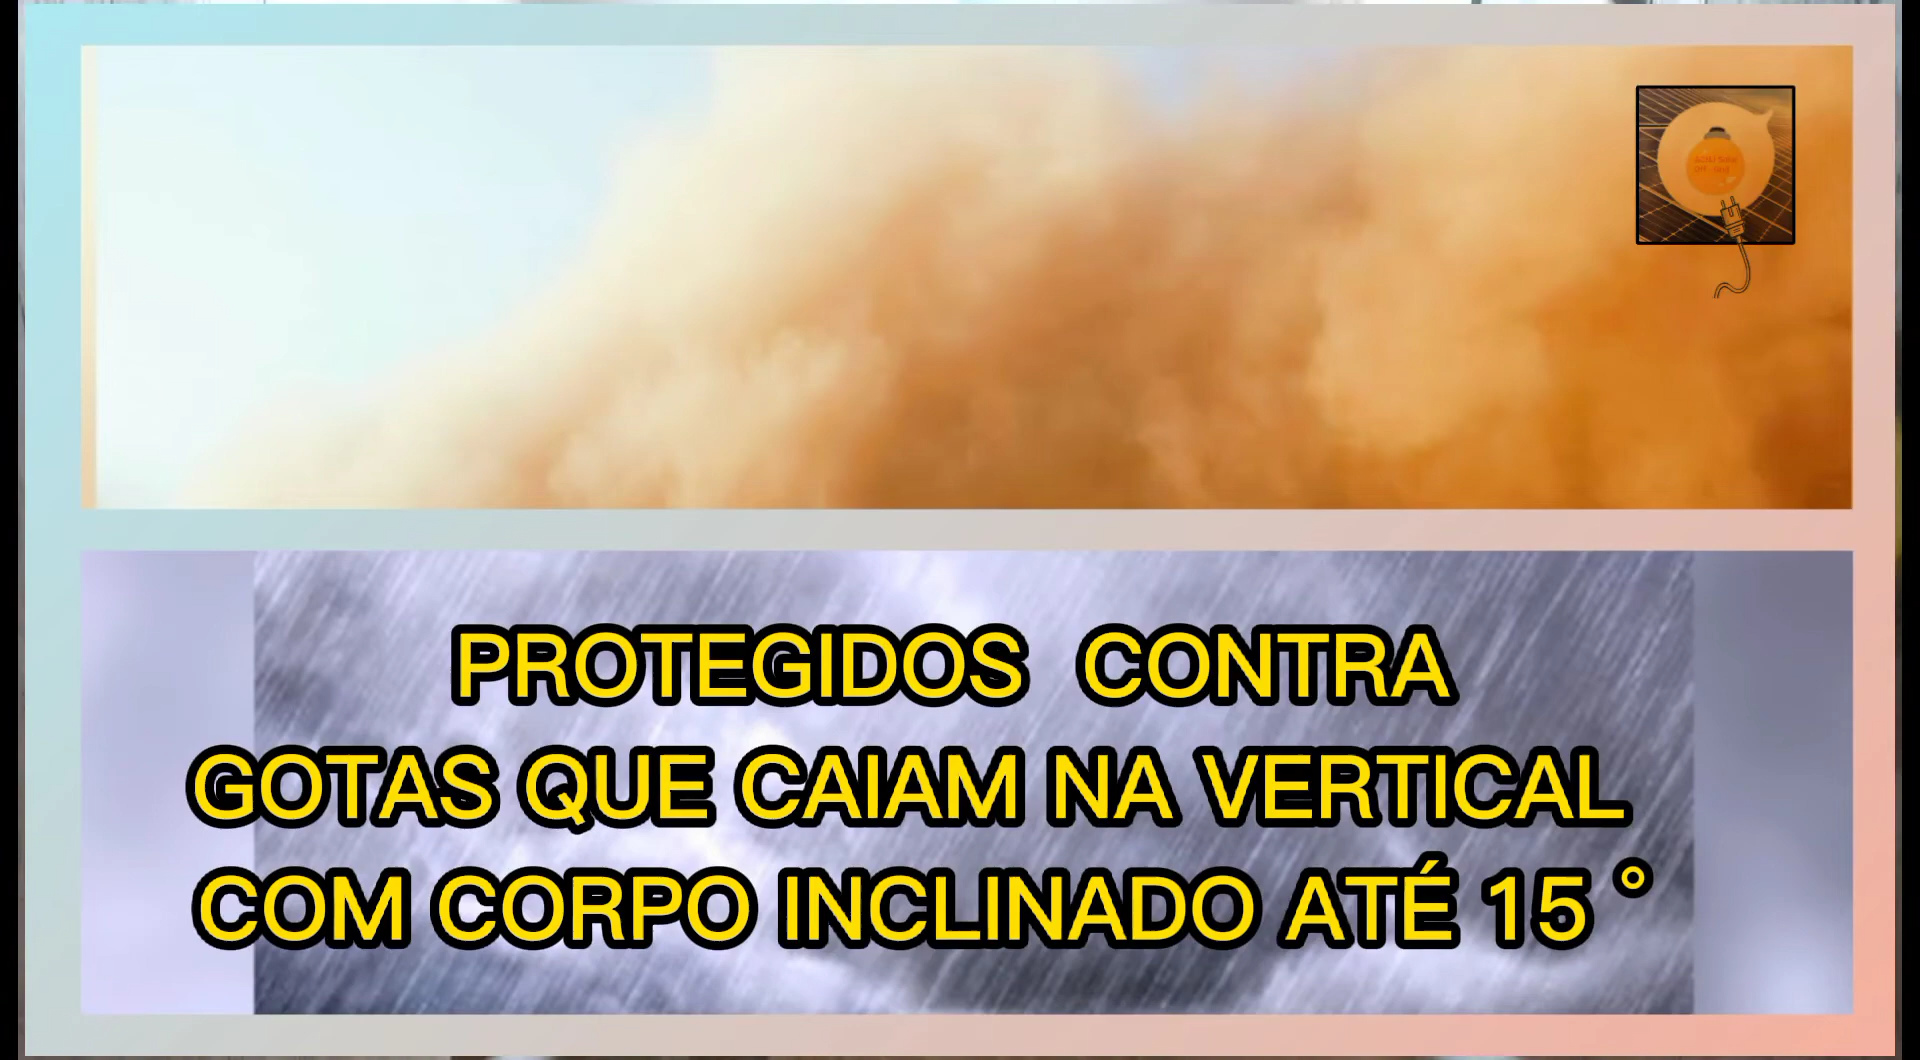 PROTEGIDOS CONTRA
GOTAS QUE CAIAM NA VERTICAL
COM CORPO INCLINADO ATÉ 15°